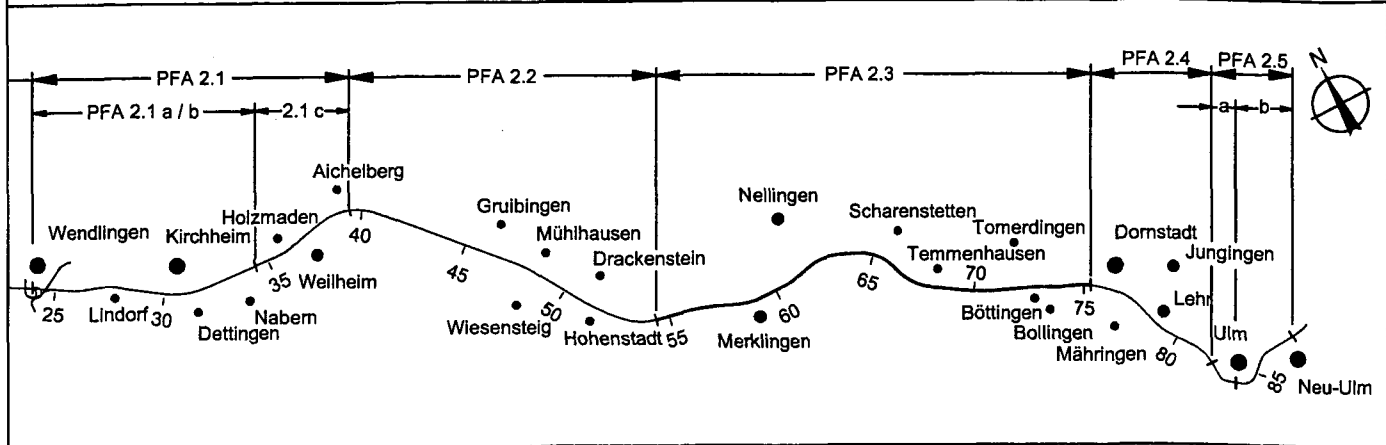 PFA 2.1
PFA 2.2
PFA 2.3
PFA 2.4
PFA 2.5
N
PFA 2.1 a / b
2.1 c
a
b
Aichelberg
Nellingen
Gruibingen
Scharenstetten
Tomerdingen
Holzmaden
Wendlingen
Kirchheim
40
Mühlhausen
Dornstadt
Jungingen
Drackenstein
Temmenhausen
45
35
Weilheim
65
70
25
Lindorf
30
Nabern
Dettingen
50
Wiesensteig
Hohenstadt
55
60
Merklingen
75
Böttingen
Bollingen
Lehr
Mähringen
80
Ulm
85
Neu-Ulm